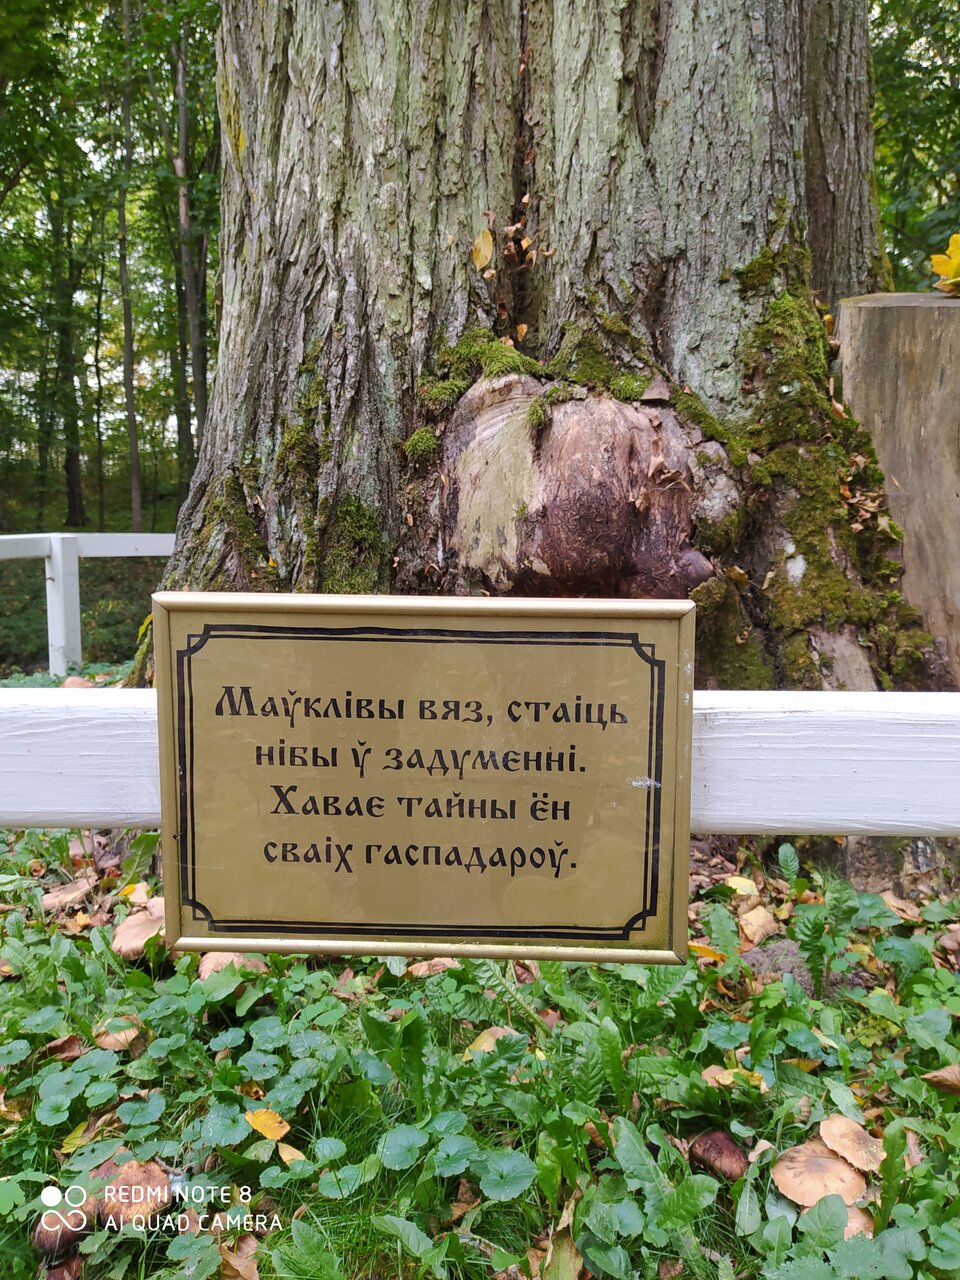 Маўклівы вяз, стаіць
нібы ў задуменні.
Хавае тайны ён
сваіх гаспадароў.
REDMI NOTE 8
AI QUAD CAMERA